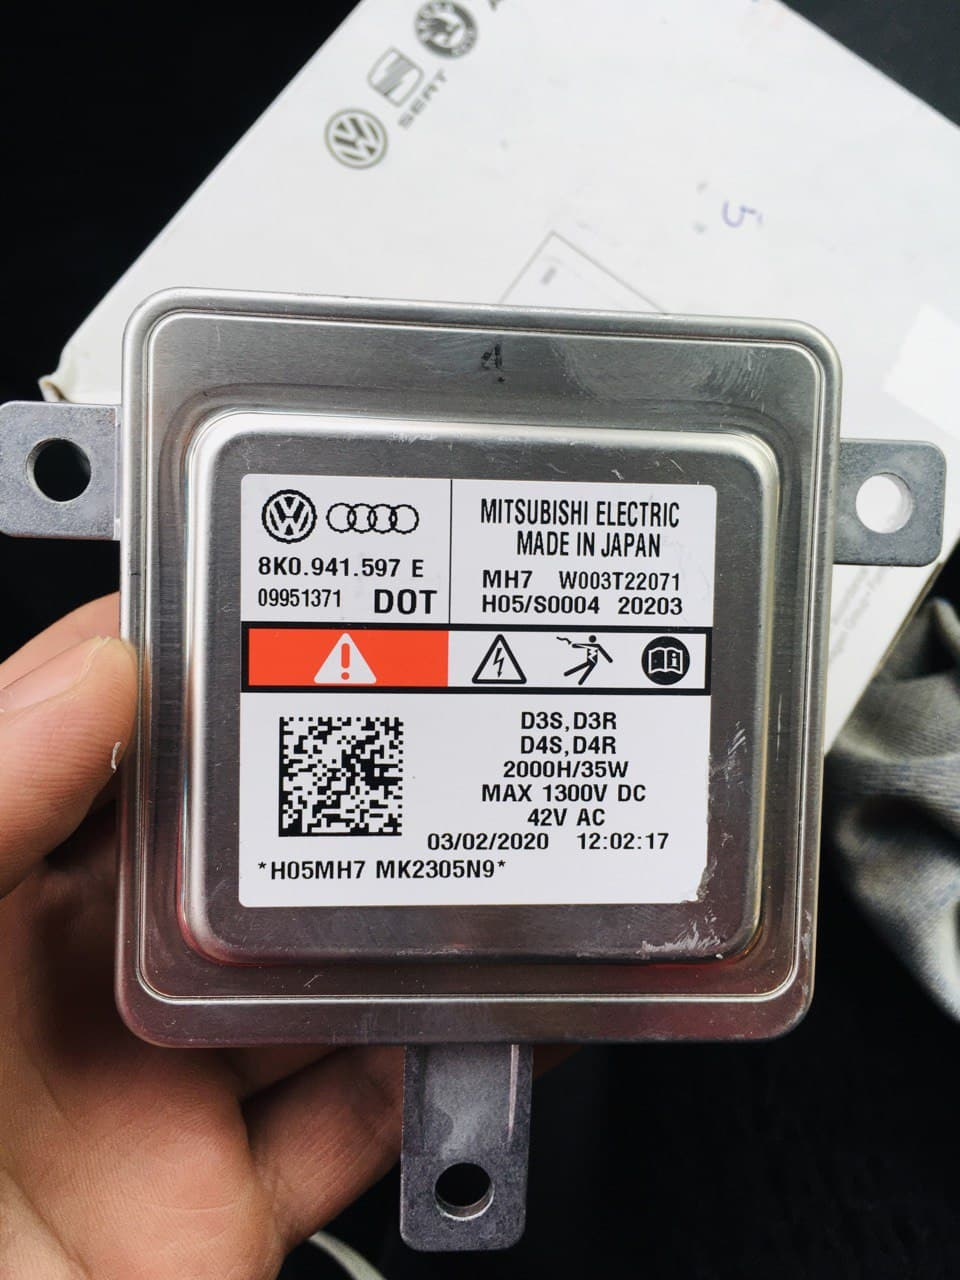 SEAT
5
8K0.941.597 E
09951371 DOT
MITSUBISHI ELECTRIC
MADE IN JAPAN
MH7 W003T22071
H05/S0004 20203
D3S,D3R
D4S,D4R
2000H/35W
MAX 1300V DC
42V AC
03/02/2020 12:02:17
*H05MH7 MK2305N9*